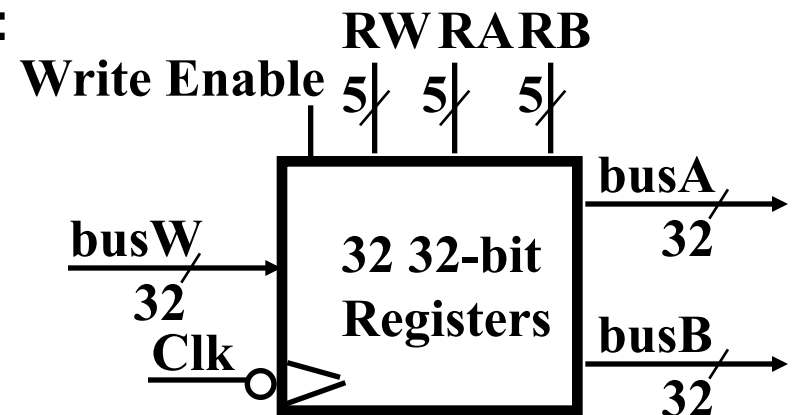 :
RW RA RB
Write Enable
5 5 5
busA
32
busW
32
32 32-bit
Registers
Clk
busB
32